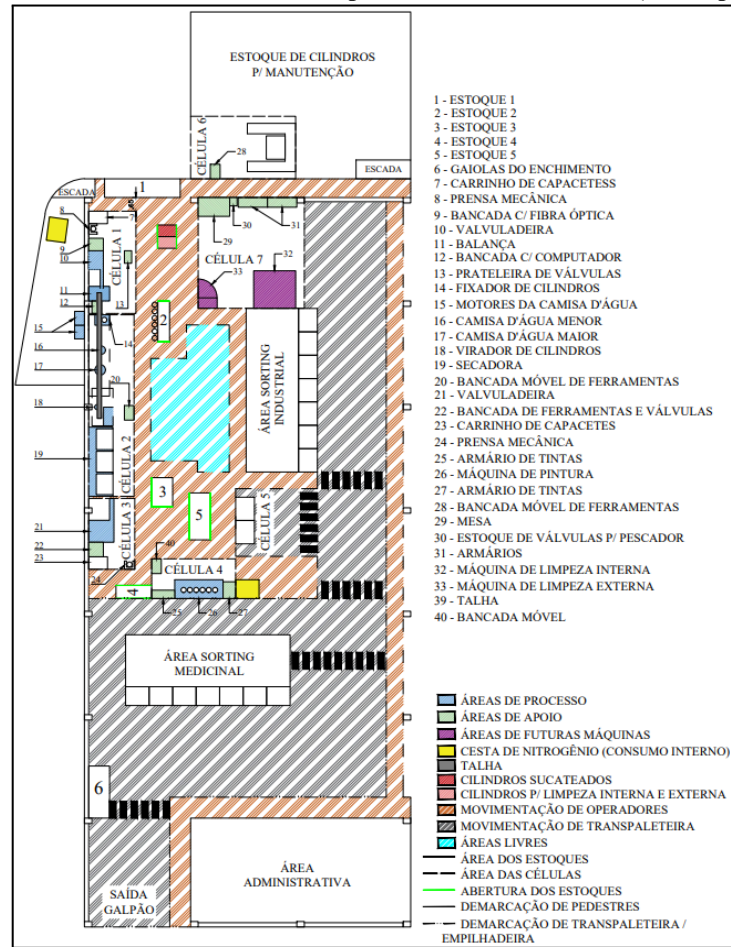 ESTOQUE DE CILINDROS
P/ MANUTENÇÃO
CÉLULA 6
28
ESCADA
ESCADA
1
8
7
9
10
CÉLULA 1
11
12
13
15
14
16
17
20
18
19
CÉLULA 2
21
CÉLULA 3
22
23
24
2
30
31
29
CÉLULA 7
32
33
ÁREA SORTING
INDUSTRIAL
3
5
CÉLULA 5
40
CÉLULA 4
4
25
26
27
ÁREA SORTING
MEDICINAL
6
SAÍDA
GALPÃO
ÁREA
ADMINISTRATIVA
1 - ESTOQUE 1
2 - ESTOQUE 2
3 - ESTOQUE 3
4 - ESTOQUE 4
5 - ESTOQUE 5
6 - GAIOLAS DO ENCHIMENTO
7 - CARRINHO DE CAPACETESS
8 - PRENSA MECÂNICA
9 - BANCADA C/ FIBRA ÓPTICA
10 - VALVULADEIRA
11 - BALANÇA
12 - BANCADA C/ COMPUTADOR
13 - PRATELEIRA DE VÁLVULAS
14 - FIXADOR DE CILINDROS
15 - MOTORES DA CAMISA D'ÁGUA
16 - CAMISA D'ÁGUA MENOR
17 - CAMISA D'ÁGUA MAIOR
18 - VIRADOR DE CILINDROS
19 - SECADORA
20 - BANCADA MÓVEL DE FERRAMENTAS
21 - VALVULADEIRA
22 - BANCADA DE FERRAMENTAS E VÁLVULAS
23 - CARRINHO DE CAPACETES
24 - PRENSA MECÂNICA
25 - ARMÁRIO DE TINTAS
26 - MÁQUINA DE PINTURA
27 - ARMÁRIO DE TINTAS
28 - BANCADA MÓVEL DE FERRAMENTAS
29 - MESA
30 - ESTOQUE DE VÁLVULAS P/ PESCADOR
31 - ARMÁRIOS
32 - MÁQUINA DE LIMPEZA INTERNA
33 - MÁQUINA DE LIMPEZA EXTERNA
39 - TALHA
40 - BANCADA MÓVEL
ÁREAS DE PROCESSO
ÁREAS DE APOIO
ÁREAS DE FUTURAS MÁQUINAS
CESTA DE NITROGÊNIO (CONSUMO INTERNO)
TALHA
CILINDROS SUCATEADOS
CILINDROS P/ LIMPEZA INTERNA E EXTERNA
MOVIMENTAÇÃO DE OPERADORES
MOVIMENTAÇÃO DE TRANSPALETEIRA
ÁREAS LIVRES
ÁREA DOS ESTOQUES
ÁREA DAS CÉLULAS
ABERTURA DOS ESTOQUES
DEMARCAÇÃO DE PEDESTRES
DEMARCAÇÃO DE TRANSPALETEIRA /
EMPILHADEIRA